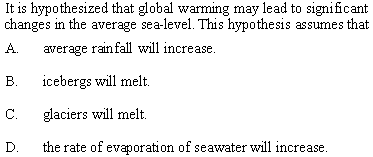 It is hypothesized that global warming may lead to significant
changes in the average sea-level. This hypothesis assumes that
A. average rainfall will increase.
B. icebergs will melt.
C. glaciers will melt.
D. the rate of evaporation of seawater will increase.